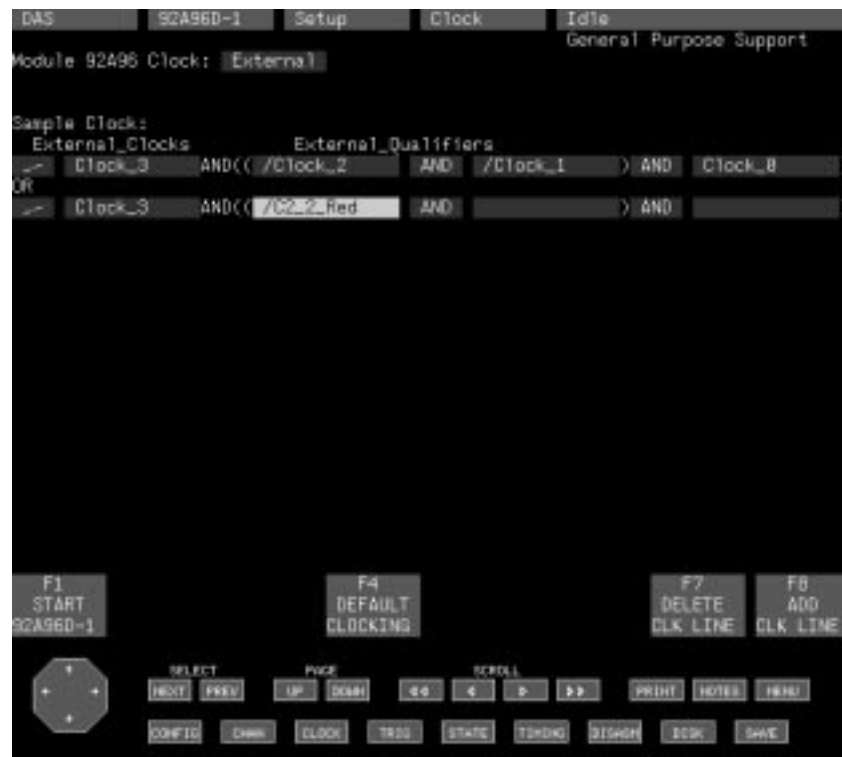 DAS 92A96D-1 Setup Clock Idle
General Purpose Support
Module 92A96 Clock: External
Sample Clock:
External_Clocks External_Qualifiers
Clock_3 AND(( /Clock_2 AND /Clock_1 ) AND Clock_0
OR
Clock_3 AND(( /C2_2_Red AND ) AND
F1 F4 F7 F8
START DEFAULT DELETE ADD
92A96D-1 CLOCKING CLK LINE CLK LINE
SELECT PAGE SCROLL
NEXT PREV UP DOWN PRINT NOTES MENU
CONFIG CHAN CLOCK TRIG STATE TIMING DISASM DISK SAVE